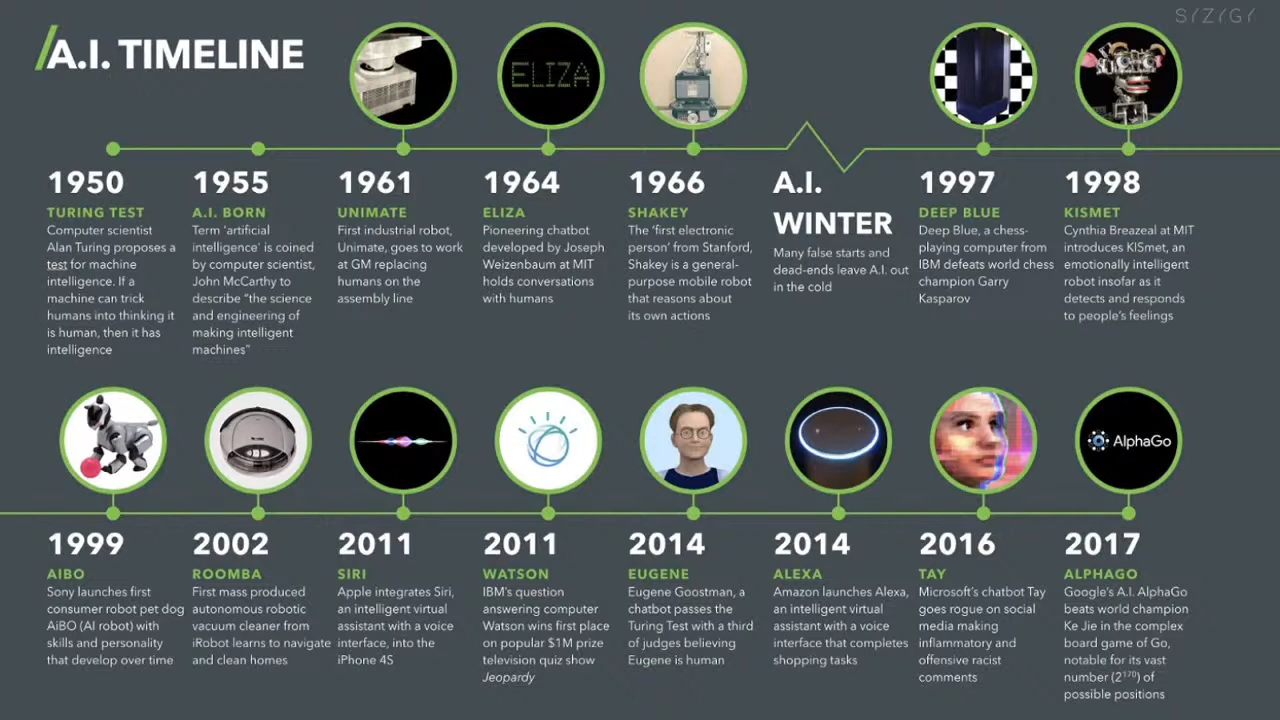 SYZYGY
/A.I. TIMELINE
ELIZA
1950
TURING TEST
Computer scientist
Alan Turing proposes a
test for machine
intelligence. If a
machine can trick
humans into thinking it
is human, then it has
intelligence
1955
A.I. BORN
Term 'artificial
intelligence' is coined
by computer scientist,
John McCarthy to
describe "the science
and engineering of
making intelligent
machines"
1961
UNIMATE
First industrial robot,
Unimate, goes to work
at GM replacing
humans on the
assembly line
1964
ELIZA
Pioneering chatbot
developed by Joseph
Weizenbaum at MIT
holds conversations
with humans
1966
SHAKEY
The 'first electronic
person' from Stanford,
Shakey is a general-
purpose mobile robot
that reasons about
its own actions
A.I.
WINTER
Many false starts and
dead-ends leave A.I. out
in the cold
1997
DEEP BLUE
Deep Blue, a chess-
playing computer from
IBM defeats world chess
champion Garry
Kasparov
1998
KISMET
Cynthia Breazeal at MIT
introduces KISmet, an
emotionally intelligent
robot insofar as it
detects and responds
to people's feelings
AlphaGo
1999
AIBO
Sony launches first
consumer robot pet dog
AiBO (AI robot) with
skills and personality
that develop over time
2002
ROOMBA
First mass produced
autonomous robotic
vacuum cleaner from
iRobot learns to navigate
and clean homes
2011
SIRI
Apple integrates Siri,
an intelligent virtual
assistant with a voice
interface, into the
iPhone 4S
2011
WATSON
IBM's question
answering computer
Watson wins first place
on popular $1M prize
television quiz show
Jeopardy
2014
EUGENE
Eugene Goostman, a
chatbot passes the
Turing Test with a third
of judges believing
Eugene is human
2014
ALEXA
Amazon launches Alexa,
an intelligent virtual
assistant with a voice
interface that completes
shopping tasks
2016
TAY
Microsoft's chatbot Tay
goes rogue on social
media making
inflammatory and
offensive racist
comments
2017
ALPHAGO
Google's A.I. AlphaGo
beats world champion
Ke Jie in the complex
board game of Go,
notable for its vast
number (2¹⁷⁰) of
possible positions